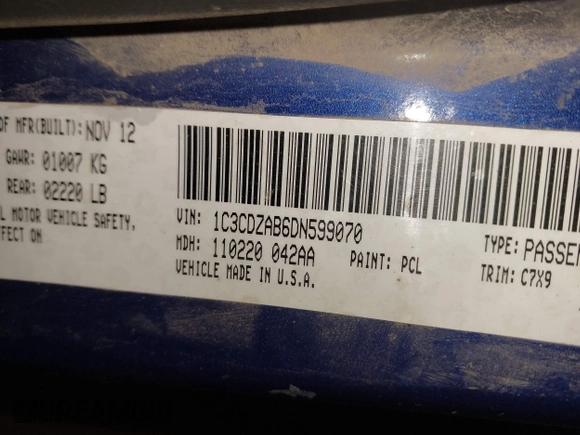 OF MFR(BUILT): NOV 12
GAWR: 01007 KG
REAR: 02220 LB
L MOTOR VEHICLE SAFETY,
FFECT ON
VIN: 1C3CDZAB6DN599070
MDH: 110220 042AA PAINT: PCL
VEHICLE MADE IN U.S.A.
TYPE: PASSEN
TRIM: C7X9